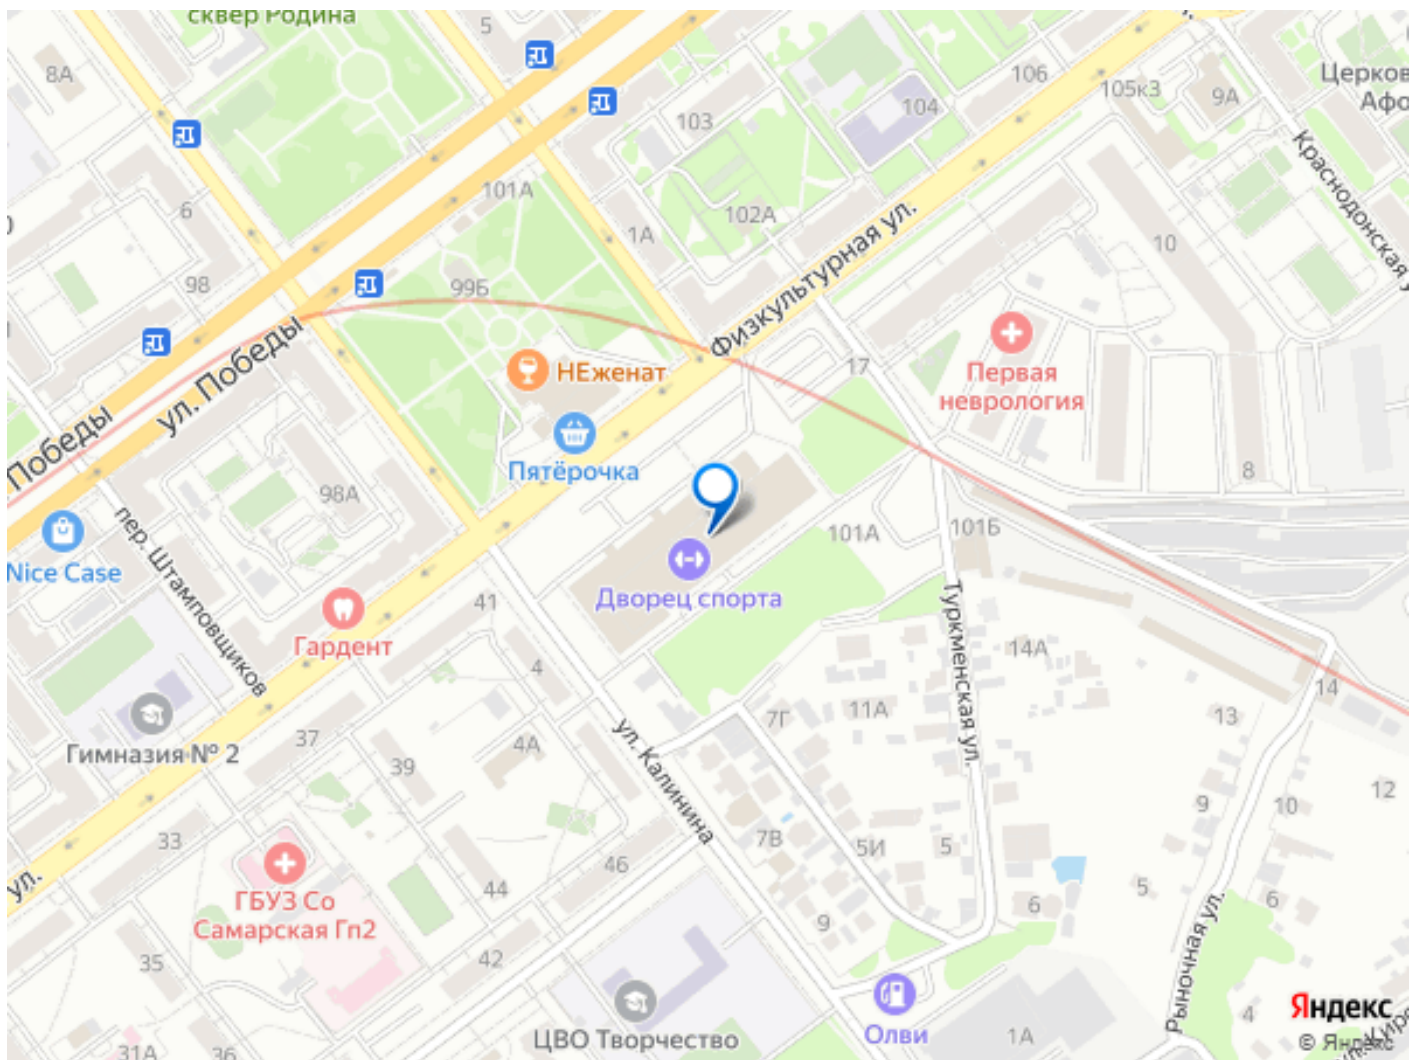 сквер Родина
5
8А
106
105к3
9А
Церков
Афо
104
103
Краснодонская у
6
101А
102А
1А
10
98
99Б
Физкультурная ул.
ул. Победы
НЕженат
17
Первая
неврология
Победы
Пятёрочка
98А
8
пер. Штамповщиков
Nice Case
101А
101Б
Дворец спорта
41
Гардент
4
Туркменская ул.
14А
14
7Г
11А
13
Гимназия № 2
37
4А
39
ул. Калинина
12
9
10
33
7В
5И
5
46
44
ул.
ГБУЗ Со
Самарская Гп2
5
6
6
9
42
35
Рыночная ул.
Олви
ЦВО Творчество
1А
4
Яндекс
© Яндекс
31А
36